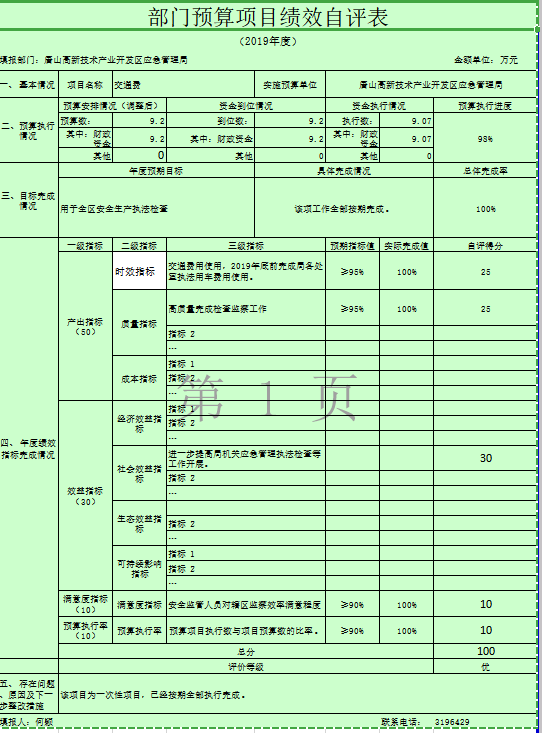 部门预算项目绩效自评表
（2019年度）
填报部门：唐山高新技术产业开发区应急管理局 金额单位：万元
一、基本情况 项目名称 交通费 实施预算单位 唐山高新技术产业开发区应急管理局
二、预算执行情况 预算安排情况（调整后） 资金到位情况 资金执行情况 预算执行进度
预算数： 9.2 到位数： 9.2 执行数： 9.07 98%
其中：财政资金 9.2 其中：财政资金 9.2 其中：财政资金 9.07
其他 0 其他 0 其他 0
三、目标完成情况 年度预期目标 具体完成情况 总体完成率
用于全区安全生产执法检查 该项工作全部按期完成。 100%
四、年度绩效指标完成情况 一级指标 二级指标 三级指标 预期指标值 实际完成值 自评得分
产出指标（50） 时效指标 交通费用使用，2019年底前完成局各处室执法用车费用使用。 ≥95% 100% 25
质量指标 高质量完成检查监察工作 ≥95% 100% 25
指标 2
…
成本指标 指标 1
指标 2
…
第 1 页
效益指标（30） 经济效益指标 指标 1
指标 2
…
社会效益指标 进一步提高局机关应急管理执法检查等工作开展。 30
指标 2
…
生态效益指标
指标 2
…
可持续影响指标 指标 1
指标 2
…
满意度指标（10） 满意度指标 安全监管人员对辖区监察效率满意程度 ≥90% 100% 10
预算执行率（10） 预算执行率 预算项目执行数与项目预算数的比率。 ≥90% 100% 10
总分 100
评价等级 优
五、存在问题、原因及下一步整改措施 该项目为一次性项目，已经按期全部执行完成。
填报人：何颖 联系电话： 3196429